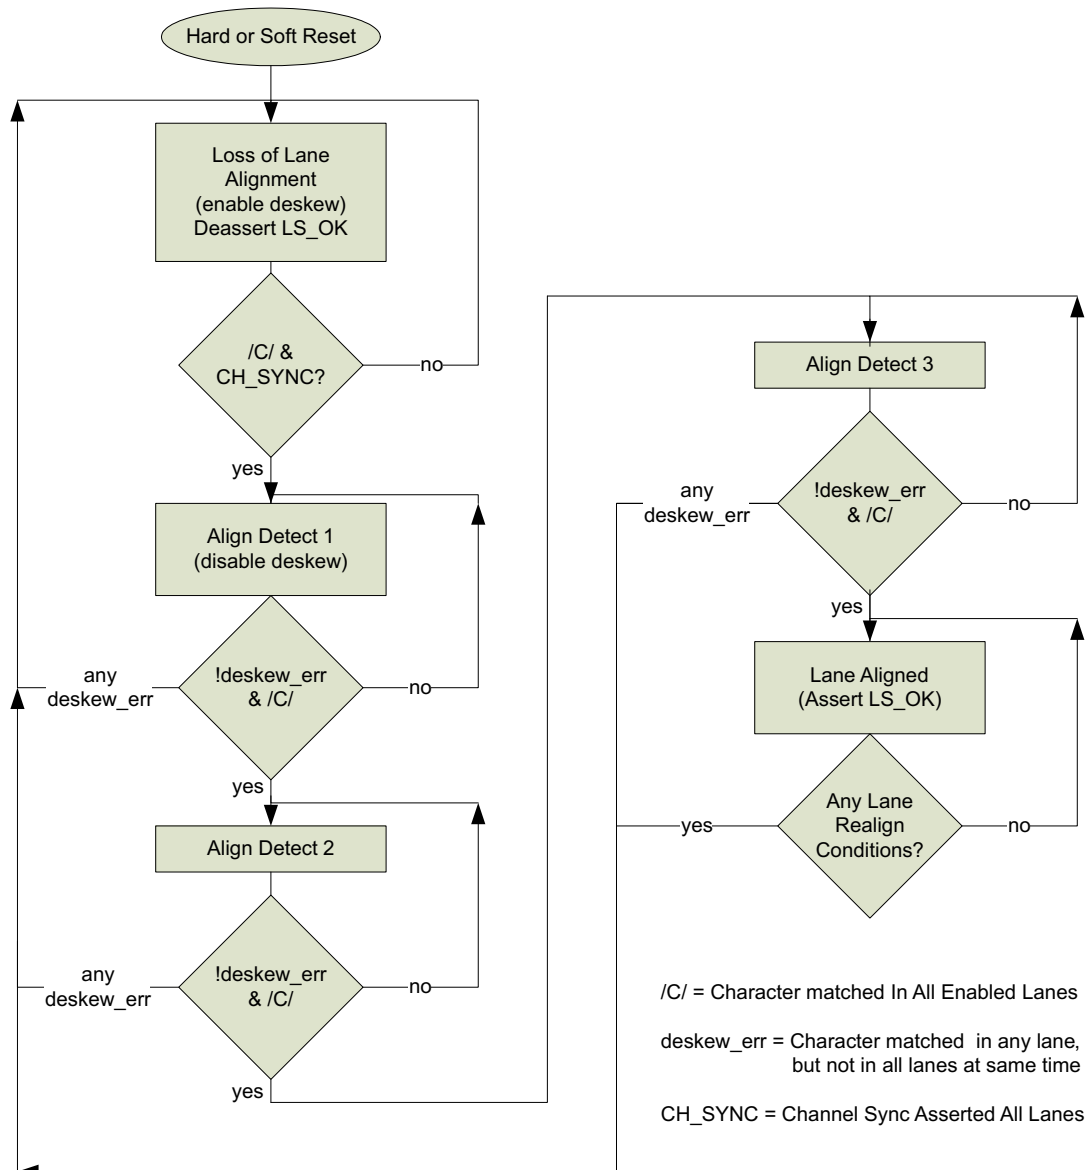 Hard or Soft Reset
Loss of Lane
Alignment
(enable deskew)
Deassert LS_OK
/C/ &
CH_SYNC?
no
yes
Align Detect 1
(disable deskew)
any
deskew_err
!deskew_err
& /C/
no
yes
Align Detect 2
any
deskew_err
!deskew_err
& /C/
no
yes
Align Detect 3
any
deskew_err
!deskew_err
& /C/
no
yes
Lane Aligned
(Assert LS_OK)
yes
Any Lane
Realign
Conditions?
no
/C/ = Character matched In All Enabled Lanes
deskew_err = Character matched in any lane,
but not in all lanes at same time
CH_SYNC = Channel Sync Asserted All Lanes